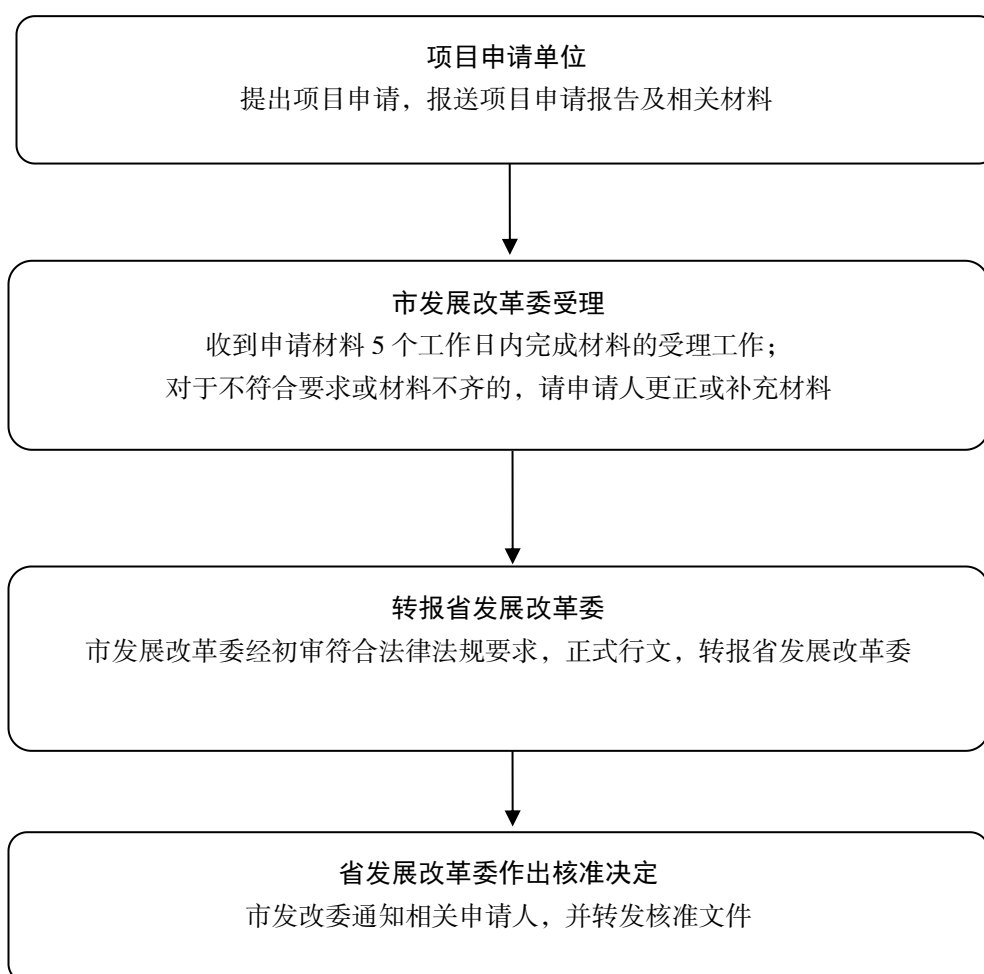 项目申请单位
提出项目申请，报送项目申请报告及相关材料
市发展改革委受理
收到申请材料 5 个工作日内完成材料的受理工作；
对于不符合要求或材料不齐的，请申请人更正或补充材料
转报省发展改革委
市发展改革委经初审符合法律法规要求，正式行文，转报省发展改革委
省发展改革委作出核准决定
市发改委通知相关申请人，并转发核准文件